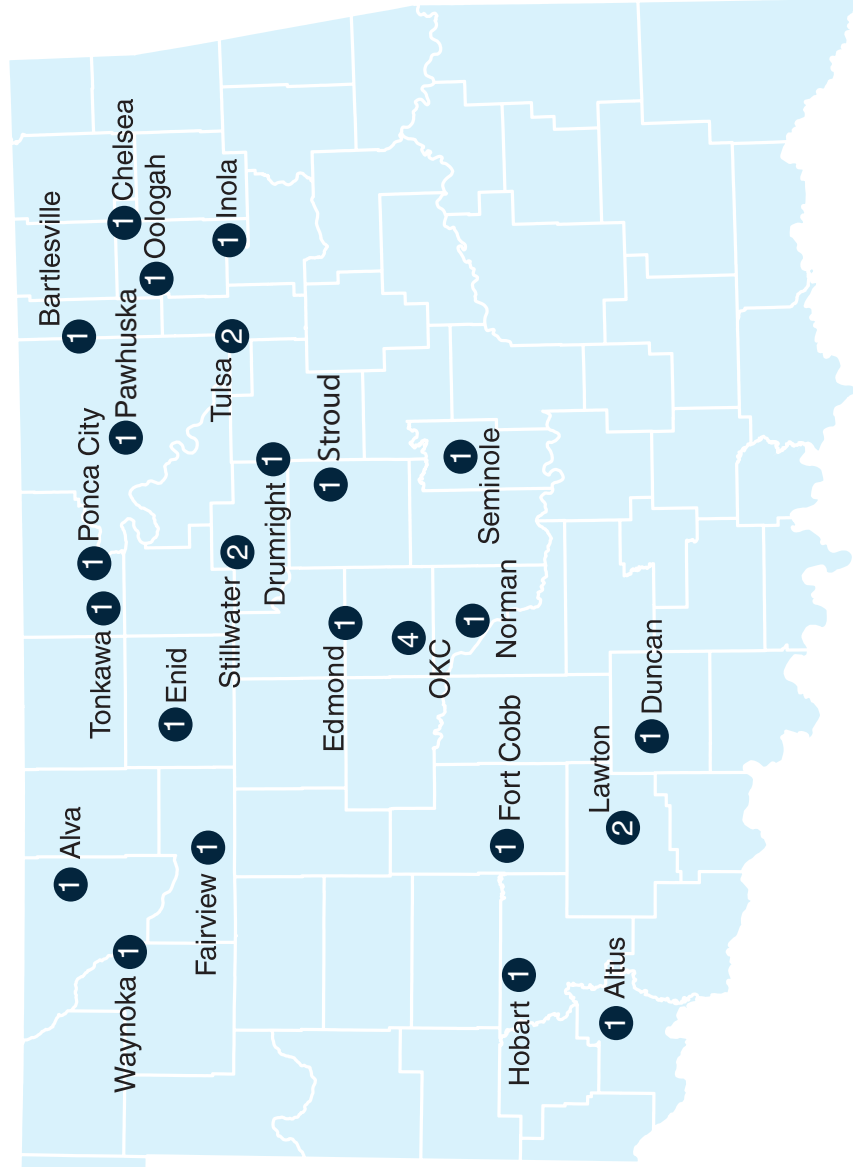 Bartlesville
1
Chelsea
1
Ponca City
1
Pawhuska
1
Oologah
1
Alva
1
Tonkawa
1
Waynoka
1
Enid
1
Inola
1
Tulsa
2
Fairview
1
Stillwater
2
Drumright
1
Stroud
1
Edmond
1
OKC
4
Seminole
1
Norman
1
Fort Cobb
1
Hobart
1
Lawton
2
Duncan
1
Altus
1